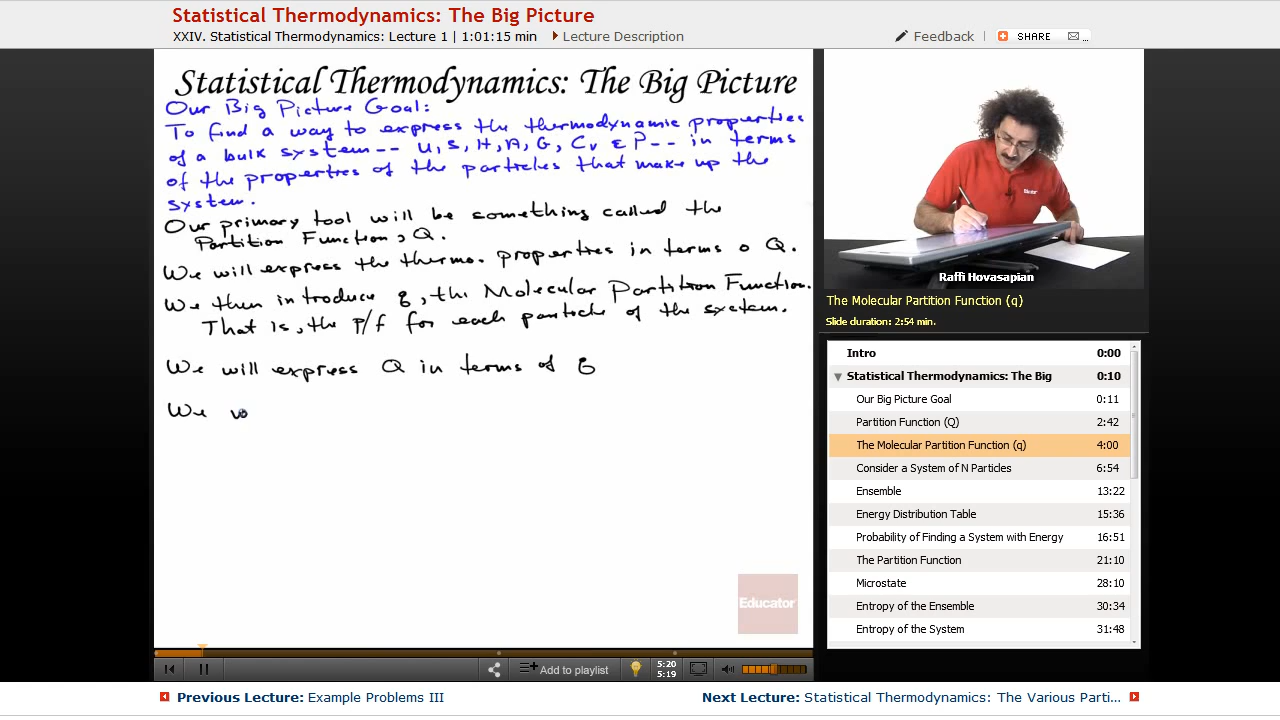 Statistical Thermodynamics: The Big Picture
XXIV. Statistical Thermodynamics: Lecture 1 | 1:01:15 min
Lecture Description
Feedback
SHARE
Statistical Thermodynamics: The Big Picture
Our Big Picture Goal:
To find a way to express the thermodynamic properties
of a bulk system -- U, S, H, A, G, Cv & P -- in terms
of the properties of the particles that make up the
system.
Our primary tool will be something called the
Partition Function, Q.
We will express the thermo. properties in terms o Q.
We then introduce q, the Molecular Partition Function.
That is, the P/f for each particle of the system.
We will express Q in terms of q
We w
Educator
5:20
5:19
Add to playlist
Raffi Hovasapian
The Molecular Partition Function (q)
Slide duration: 2:54 min.
Intro 0:00
Statistical Thermodynamics: The Big 0:10
Our Big Picture Goal 0:11
Partition Function (Q) 2:42
The Molecular Partition Function (q) 4:00
Consider a System of N Particles 6:54
Ensemble 13:22
Energy Distribution Table 15:36
Probability of Finding a System with Energy 16:51
The Partition Function 21:10
Microstate 28:10
Entropy of the Ensemble 30:34
Entropy of the System 31:48
Previous Lecture: Example Problems III
Next Lecture: Statistical Thermodynamics: The Various Parti...